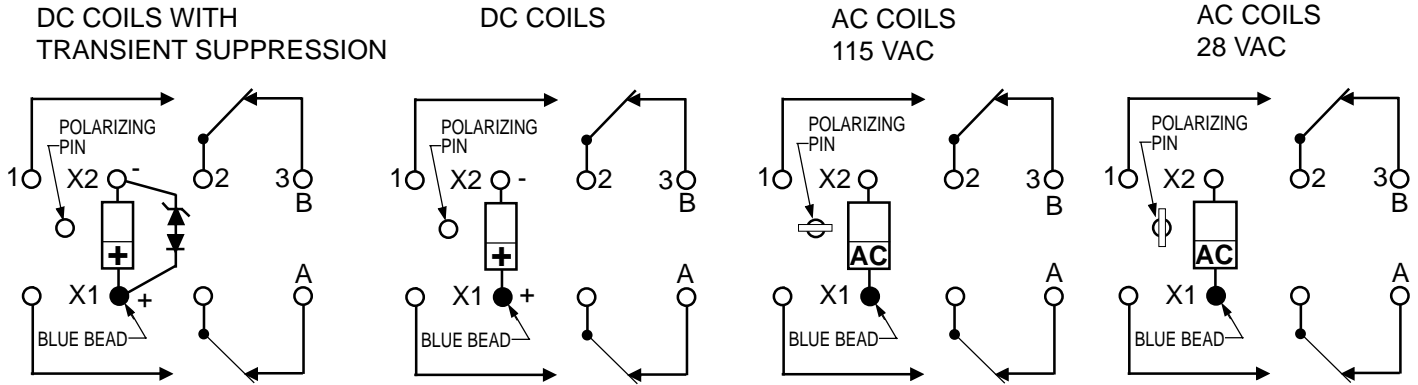 DC COILS WITH
TRANSIENT SUPPRESSION
POLARIZING
PIN
1
X2
-
2
3
B
+
A
X1
+
BLUE BEAD
DC COILS
POLARIZING
PIN
1
X2
-
2
3
B
+
A
X1
+
BLUE BEAD
AC COILS
115 VAC
POLARIZING
PIN
1
X2
2
3
B
AC
A
X1
BLUE BEAD
AC COILS
28 VAC
POLARIZING
PIN
1
X2
2
3
B
AC
A
X1
BLUE BEAD